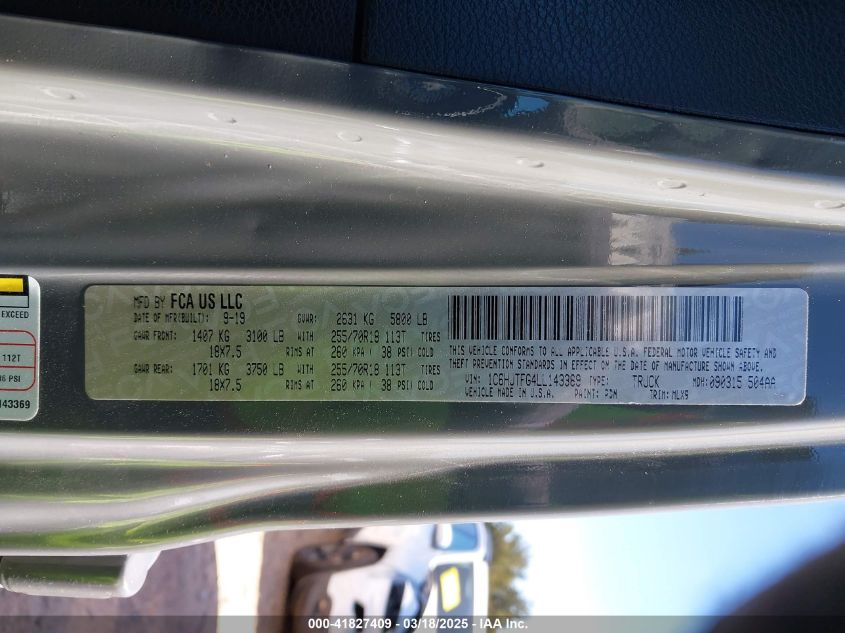 EXCEED
112T
36 PSI
143369
MFD BY FCA US LLC
DATE OF MFR(BUILT): 9-19 GVWR: 2631 KG 5800 LB
GAWR FRONT: 1407 KG 3100 LB WITH 255/70R18 113T TIRES
18X7.5 RIMS AT 260 KPA ( 38 PSI) COLD
GAWR REAR: 1701 KG 3750 LB WITH 255/70R18 113T TIRES
18X7.5 RIMS AT 260 KPA ( 38 PSI) COLD
THIS VEHICLE CONFORMS TO ALL APPLICABLE U.S.A. FEDERAL MOTOR VEHICLE SAFETY AND
THEFT PREVENTION STANDARDS IN EFFECT ON THE DATE OF MANUFACTURE SHOWN ABOVE.
VIN: 1C6HJTFG4LL143369 TYPE: TRUCK MDH: 090315 504AA
VEHICLE MADE IN U.S.A. PAINT: PDN TRIM: MLX9
000-41827409 - 03/18/2025 - IAA Inc.